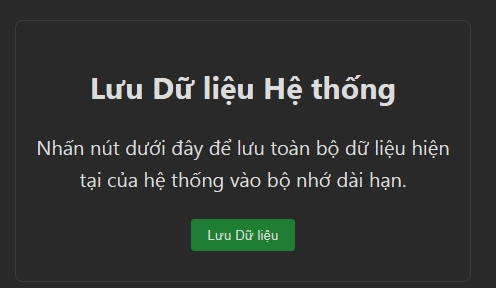 Lưu Dữ liệu Hệ thống
Nhấn nút dưới đây để lưu toàn bộ dữ liệu hiện
tại của hệ thống vào bộ nhớ dài hạn.
Lưu Dữ liệu